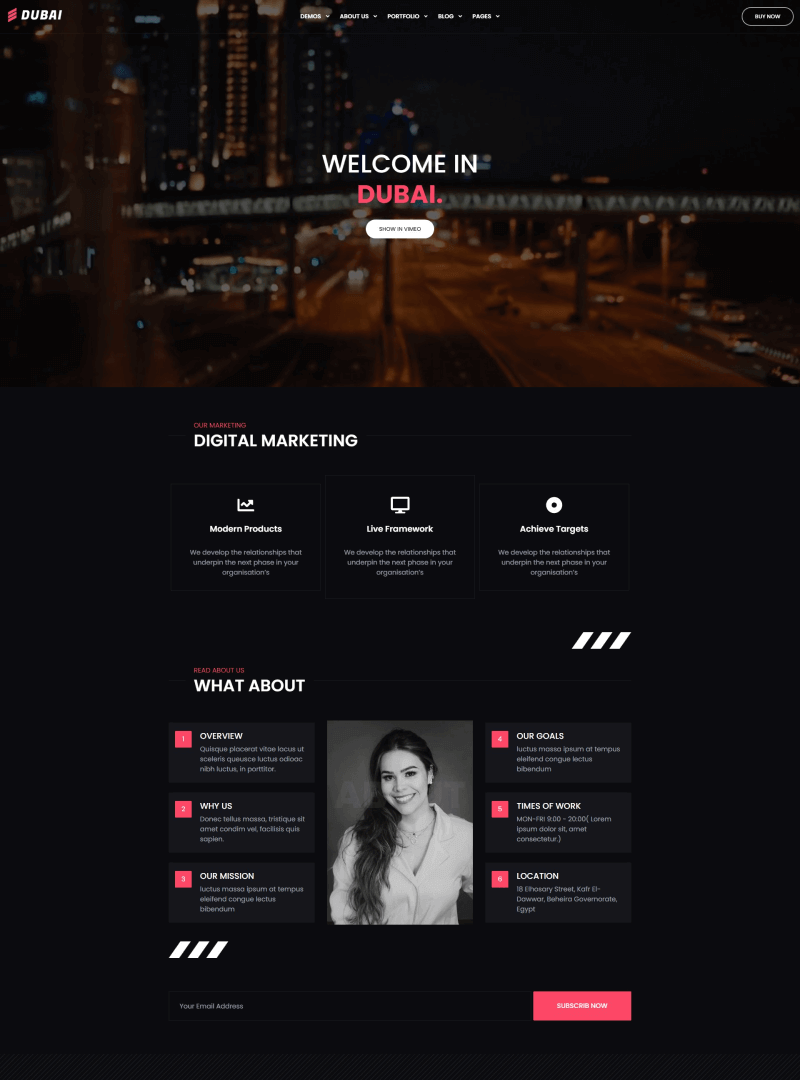 DUBAI
DEMOS ABOUT US PORTFOLIO BLOG PAGES
BUY NOW
WELCOME IN
DUBAI.
SHOW IN VIMEO
OUR MARKETING
DIGITAL MARKETING
Modern Products
We develop the relationships that
underpin the next phase in your
organisation's
Live Framework
We develop the relationships that
underpin the next phase in your
organisation's
Achieve Targets
We develop the relationships that
underpin the next phase in your
organisation's
READ ABOUT US
WHAT ABOUT
1
OVERVIEW
Quisque placerat vitae lacus ut
sceleris queusce luctus odioac
nibh luctus, in porttitor.
2
WHY US
Donec tellus massa, tristique sit
amet condim vel, facilisis quis
sapien.
3
OUR MISSION
luctus massa ipsum at tempus
eleifend congue lectus
bibendum
ABOUT
4
OUR GOALS
luctus massa ipsum at tempus
eleifend congue lectus
bibendum
5
TIMES OF WORK
MON-FRI 9:00 - 20:00( Lorem
ipsum dolor sit, amet
consectetur.)
6
LOCATION
18 Elhosary Street, Kafr El-
Dawwar, Beheira Governorate,
Egypt
Your Email Address
SUBSCRIB NOW